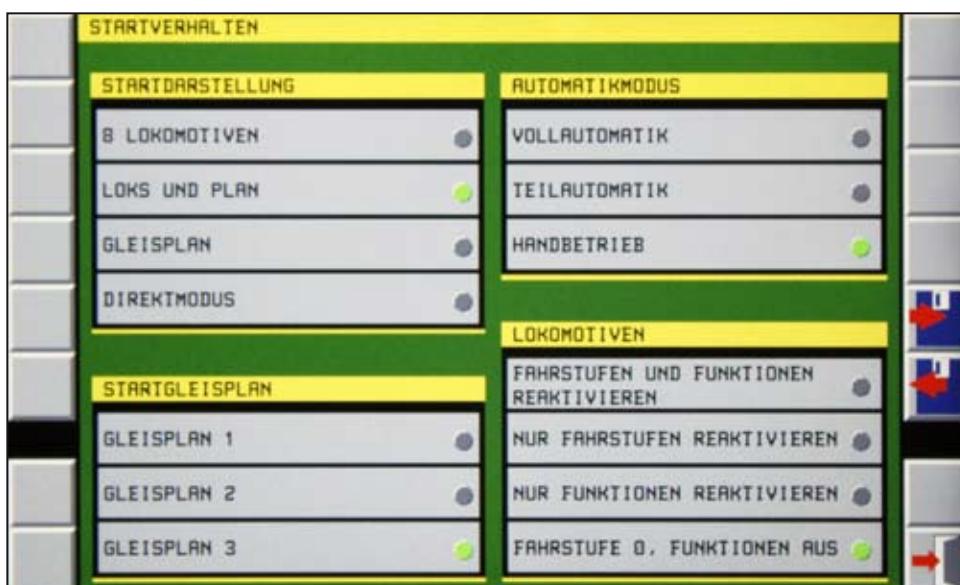 STARTVERHALTEN
STARTDARSTELLUNG
8 LOKOMOTIVEN
LOKS UND PLAN
GLEISPLAN
DIREKTMODUS
STARTGLEISPLAN
GLEISPLAN 1
GLEISPLAN 2
GLEISPLAN 3
AUTOMATIKMODUS
VOLLAUTOMATIK
TEILAUTOMATIK
HANDBETRIEB
LOKOMOTIVEN
FAHRSTUFEN UND FUNKTIONEN
REAKTIVIEREN
NUR FAHRSTUFEN REAKTIVIEREN
NUR FUNKTIONEN REAKTIVIEREN
FAHRSTUFE 0, FUNKTIONEN AUS